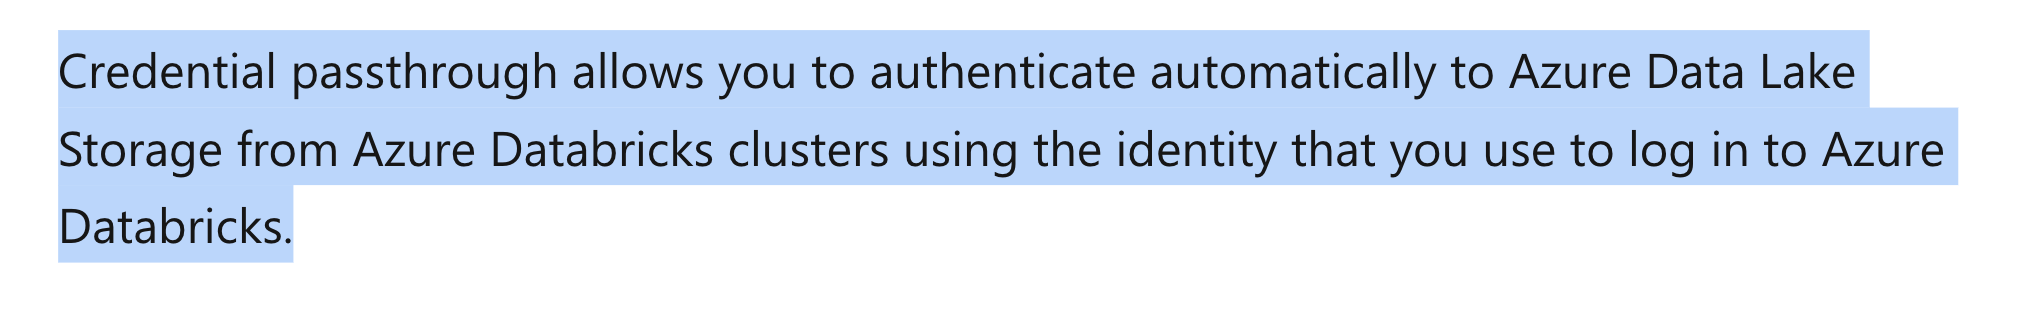 Credential passthrough allows you to authenticate automatically to Azure Data Lake
Storage from Azure Databricks clusters using the identity that you use to log in to Azure
Databricks.